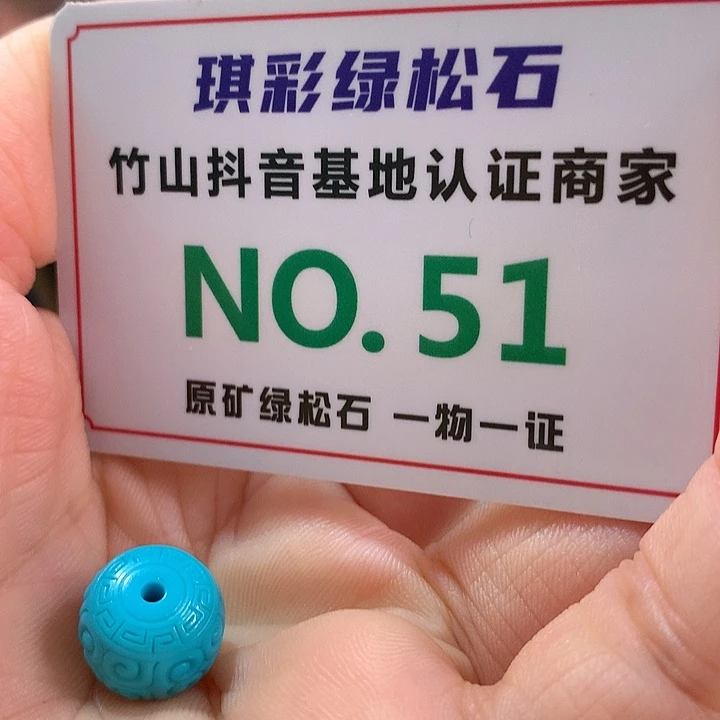 琪彩绿松石
竹山抖音基地认证商家
NO.51
原矿绿松石 一物一证